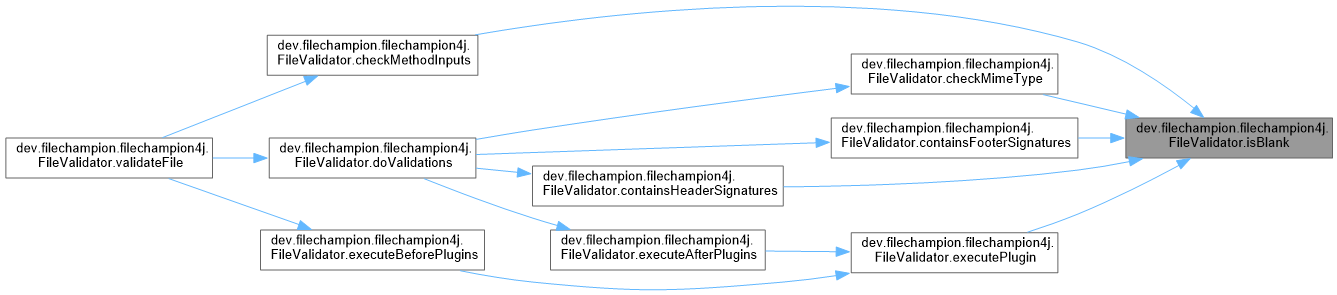 dev.filechampion.filechampion4j.
FileValidator.checkMethodInputs
dev.filechampion.filechampion4j.
FileValidator.checkMimeType
dev.filechampion.filechampion4j.
FileValidator.isBlank
dev.filechampion.filechampion4j.
FileValidator.containsFooterSignatures
dev.filechampion.filechampion4j.
FileValidator.validateFile
dev.filechampion.filechampion4j.
FileValidator.doValidations
dev.filechampion.filechampion4j.
FileValidator.containsHeaderSignatures
dev.filechampion.filechampion4j.
FileValidator.executeBeforePlugins
dev.filechampion.filechampion4j.
FileValidator.executeAfterPlugins
dev.filechampion.filechampion4j.
FileValidator.executePlugin